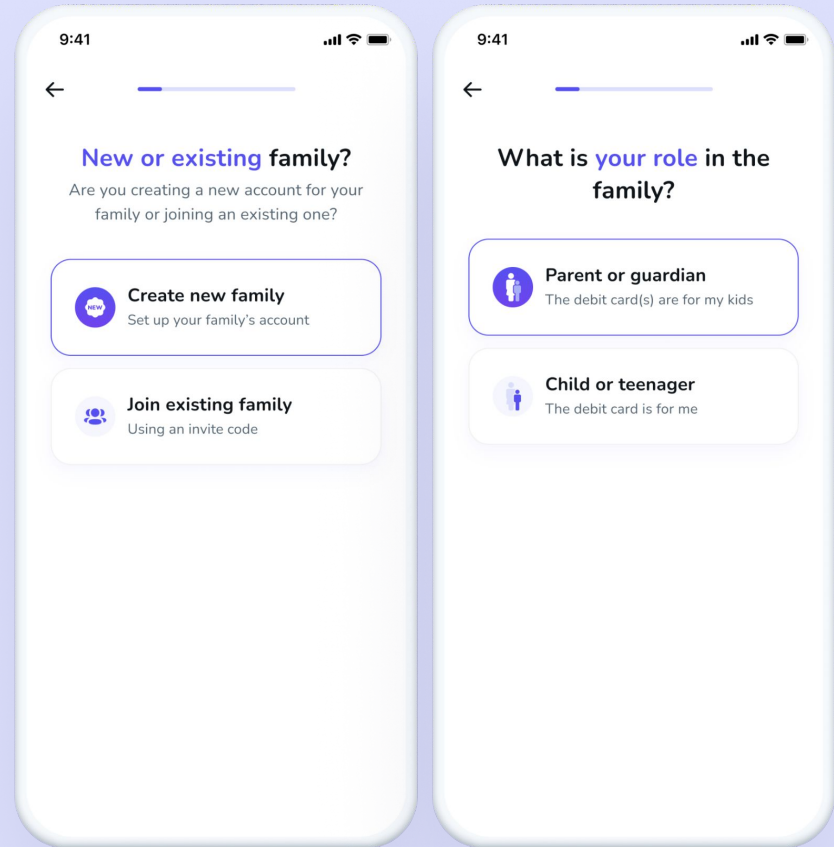 9:41
New or existing family?
Are you creating a new account for your
family or joining an existing one?
NEW
Create new family
Set up your family’s account
Join existing family
Using an invite code
9:41
What is your role in the
family?
Parent or guardian
The debit card(s) are for my kids
Child or teenager
The debit card is for me